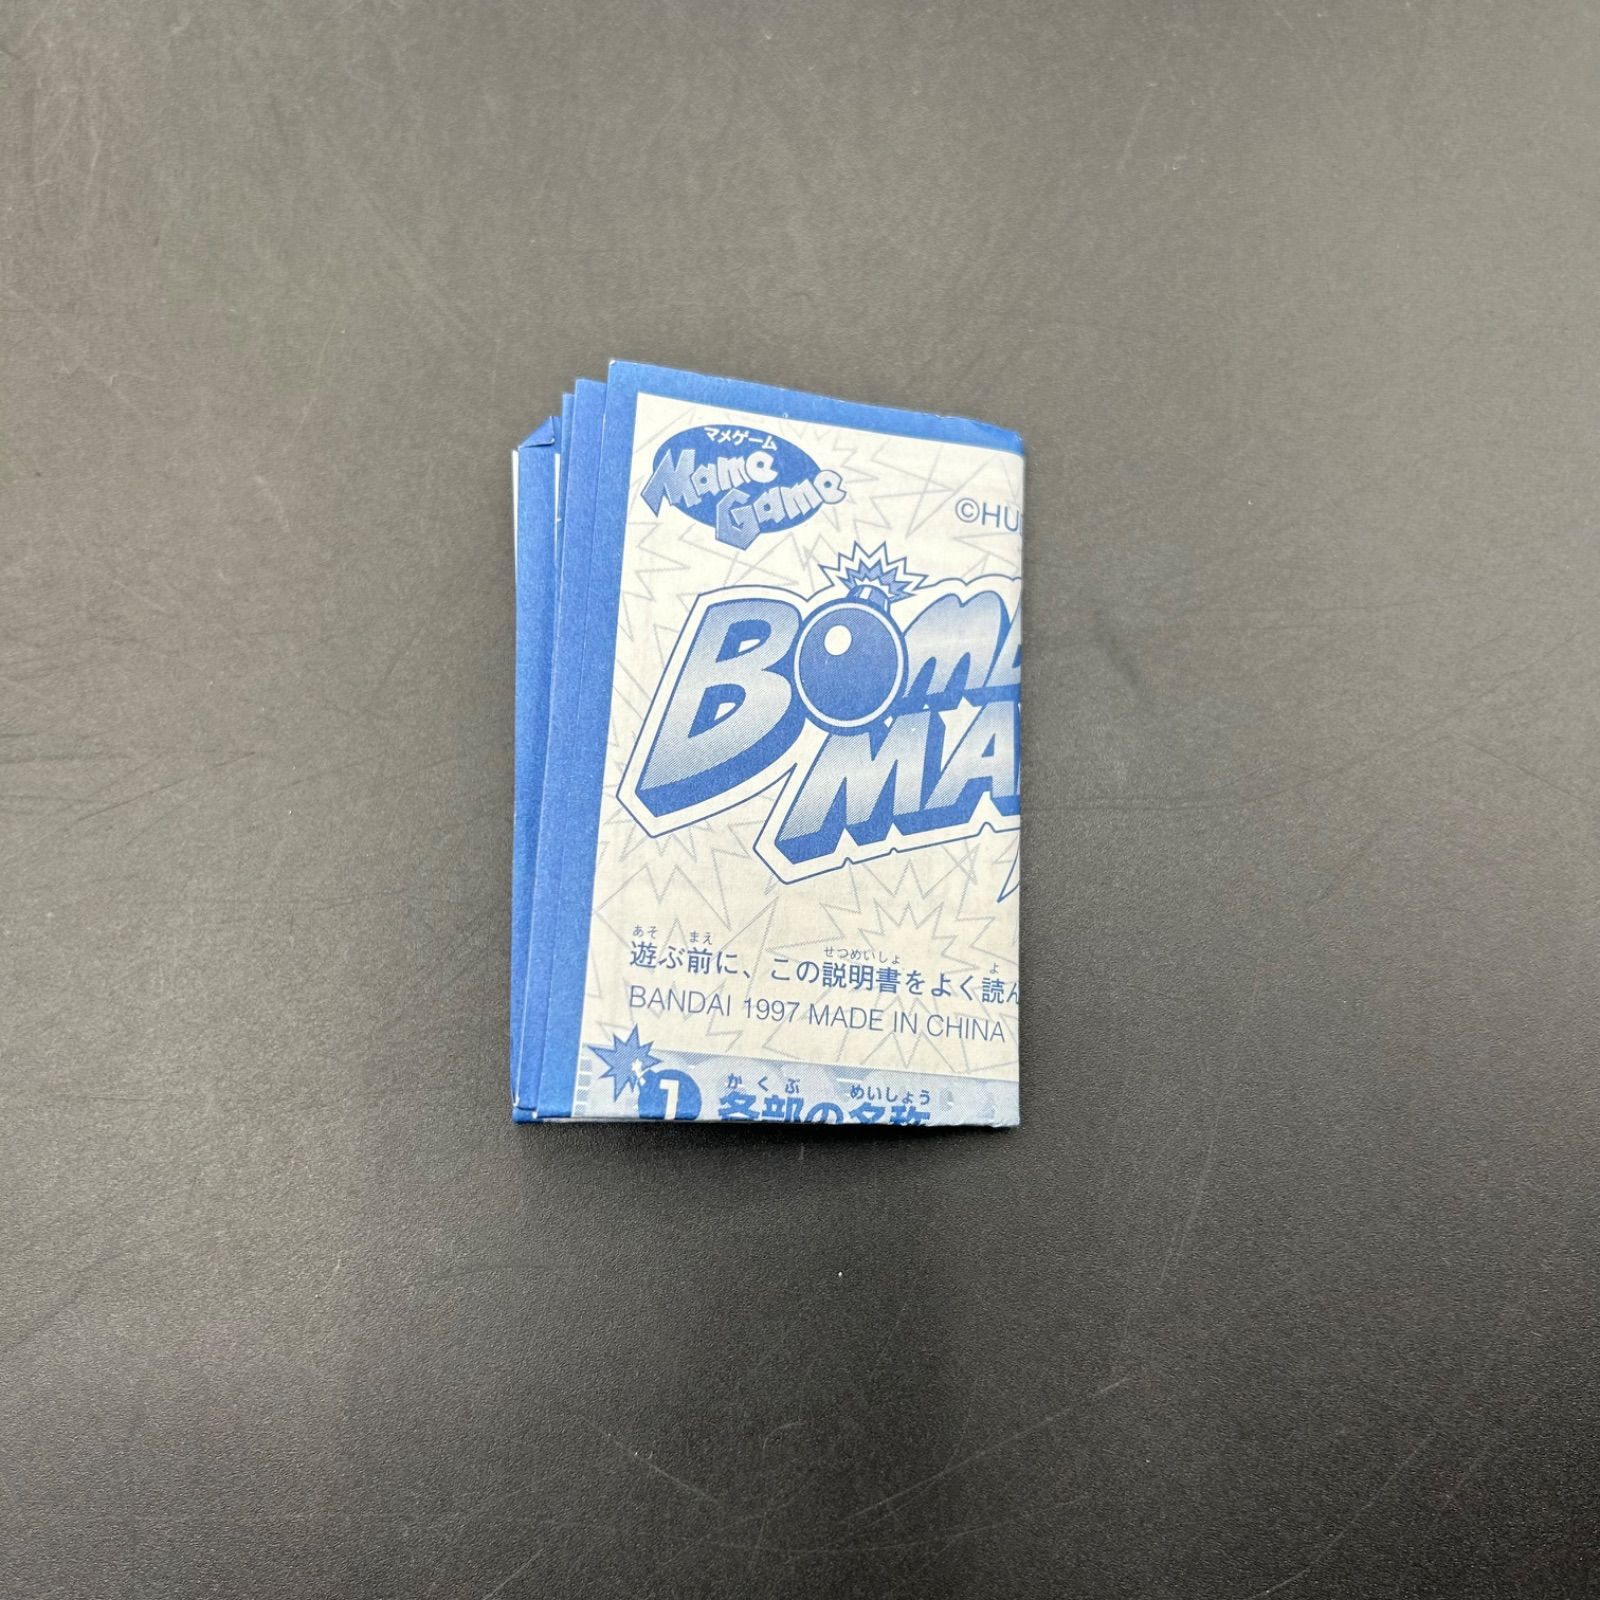 マメゲーム
Mame
Game
©HU
BOM
MA
あそ まえ せつめいしょ よ
遊ぶ前に、この説明書をよく読ん
BANDAI 1997 MADE IN CHINA
かくぶ めいしょう
1 各部の名称